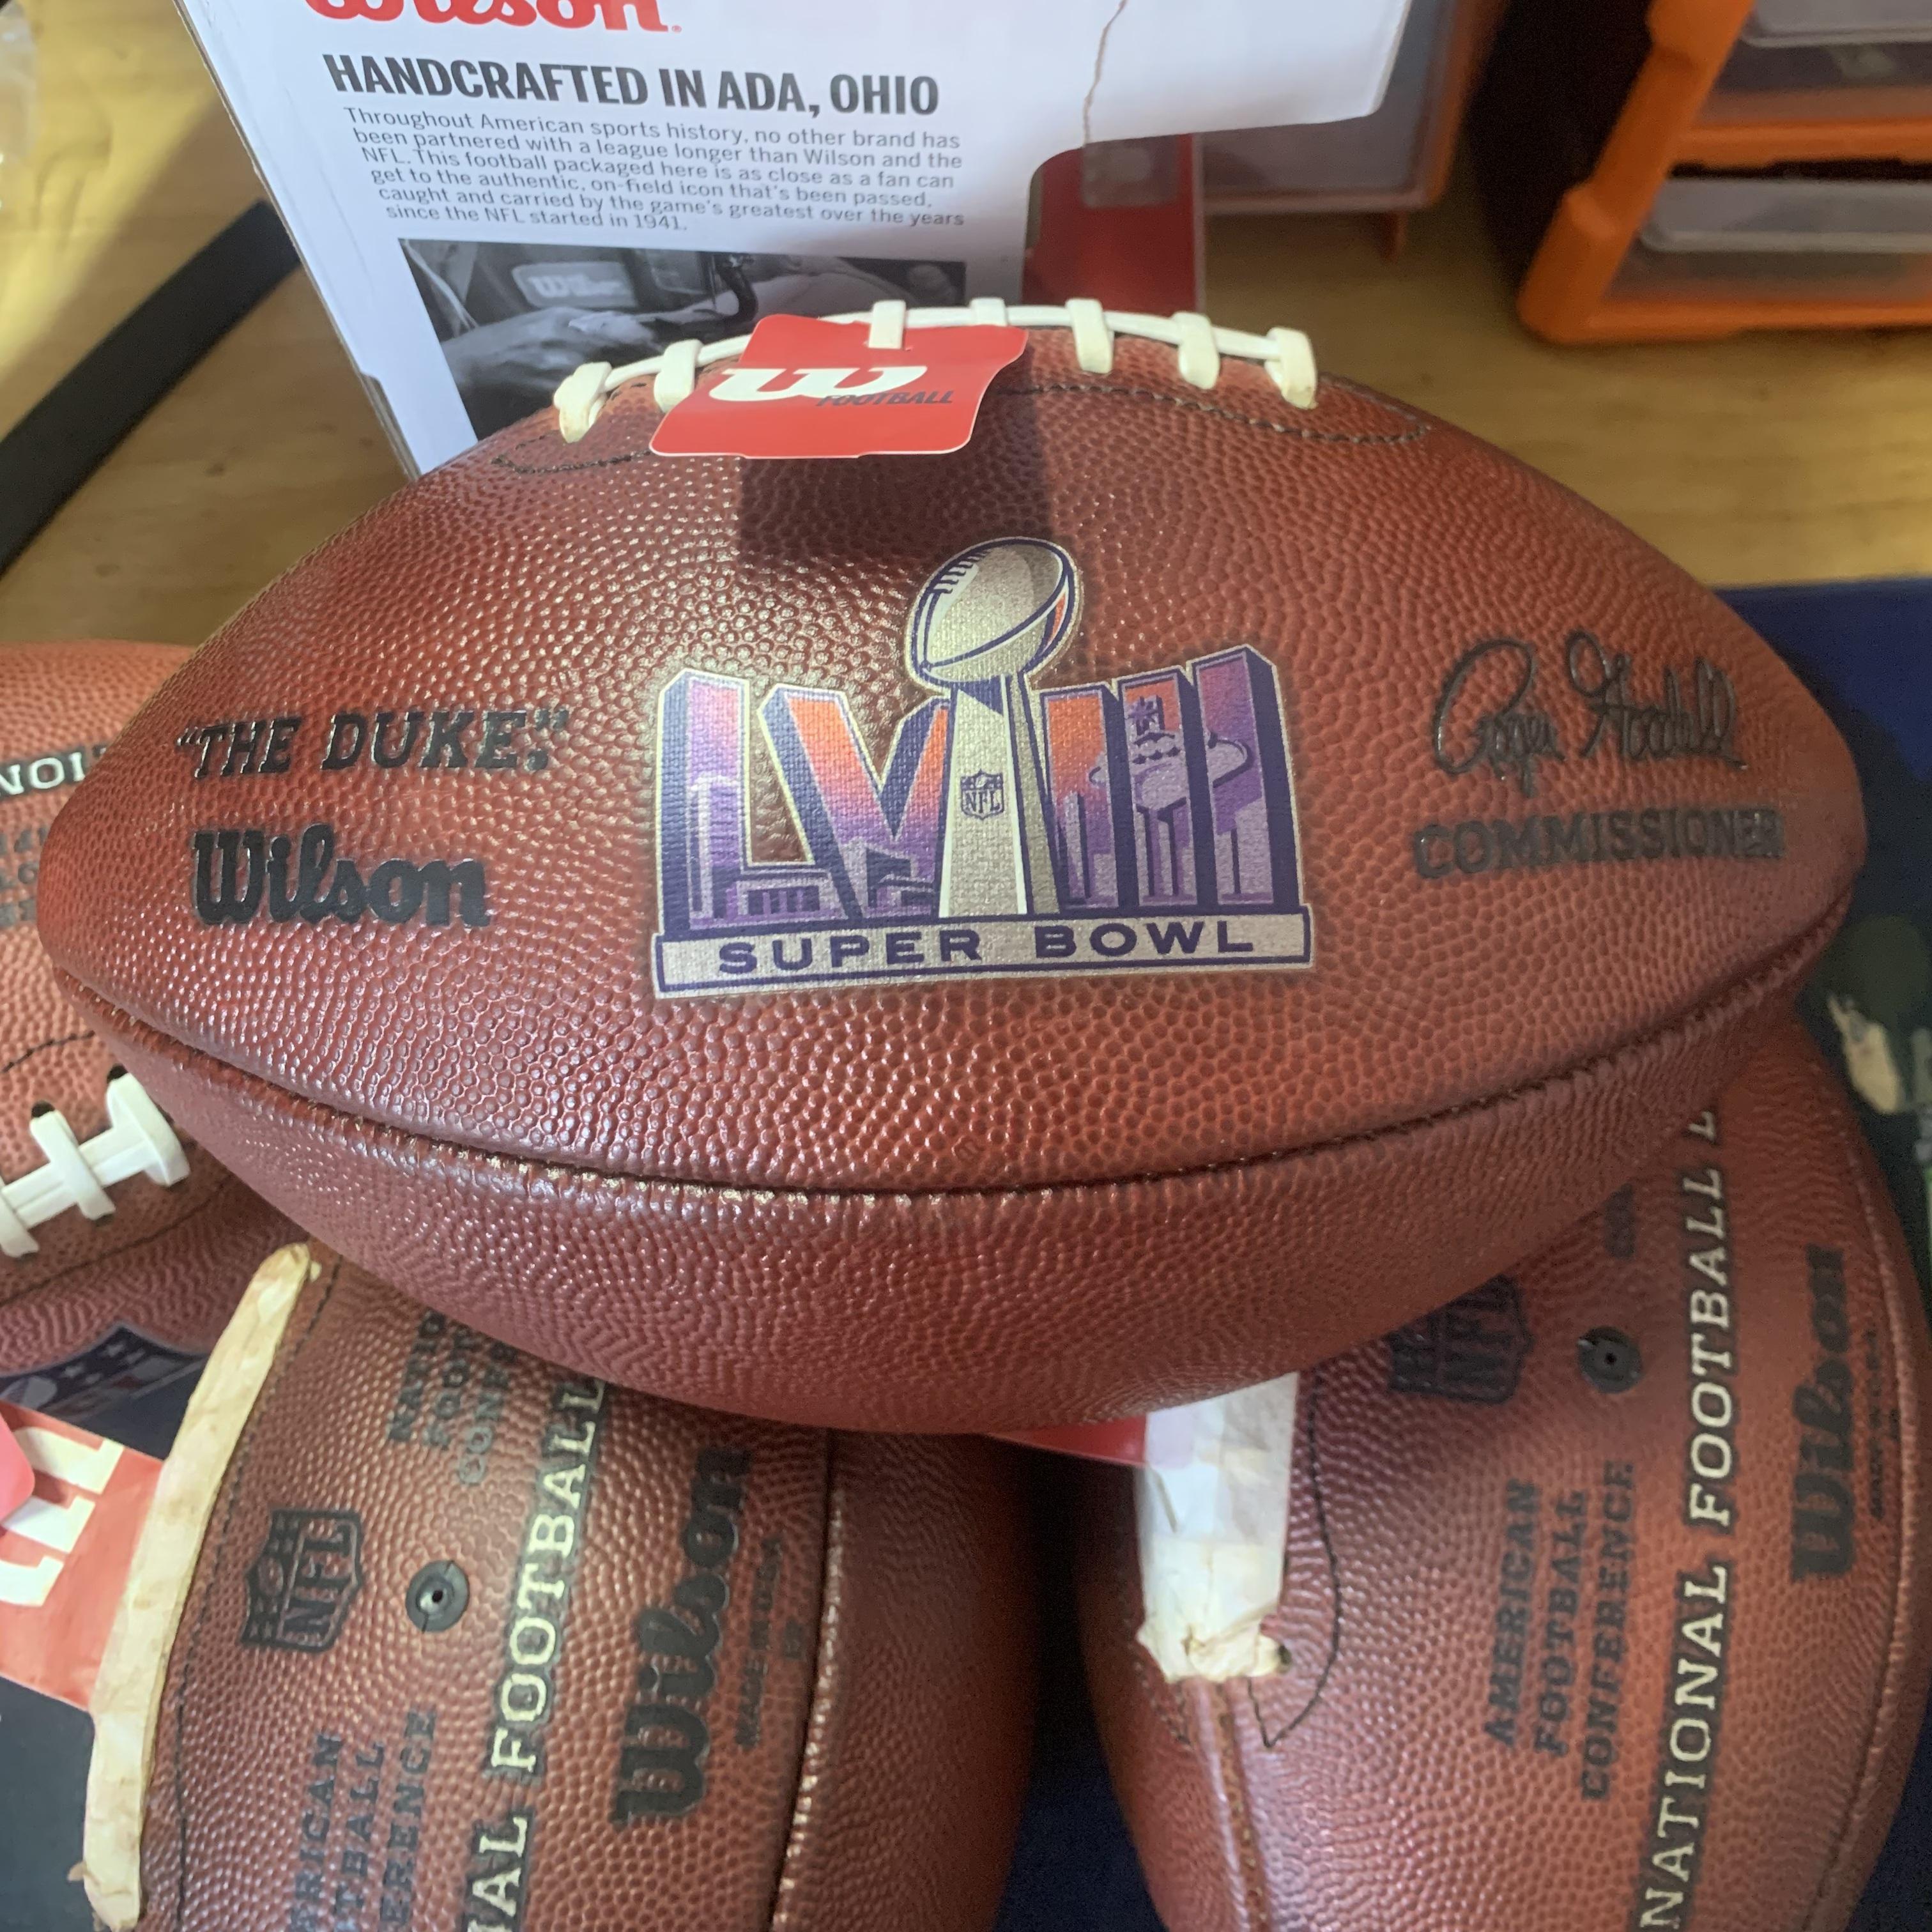 Wilson
HANDCRAFTED IN ADA, OHIO
Throughout American sports history, no other brand has
been partnered with a league longer than Wilson and the
NFL. This football packaged here is as close as a fan can
get to the authentic, on-field icon that's been passed,
caught and carried by the game's greatest over the years
since the NFL started in 1941.
W
FOOTBALL
"THE DUKE."
Wilson
LVIII
NFL
SUPER BOWL
Roger Goodell
COMMISSIONER
NFL
FOOTBALL
Wilson
MADE IN U.S.A.
NFL
AMERICAN
FOOTBALL
CONFERENCE
NATIONAL FOOTBALL L
Wilson